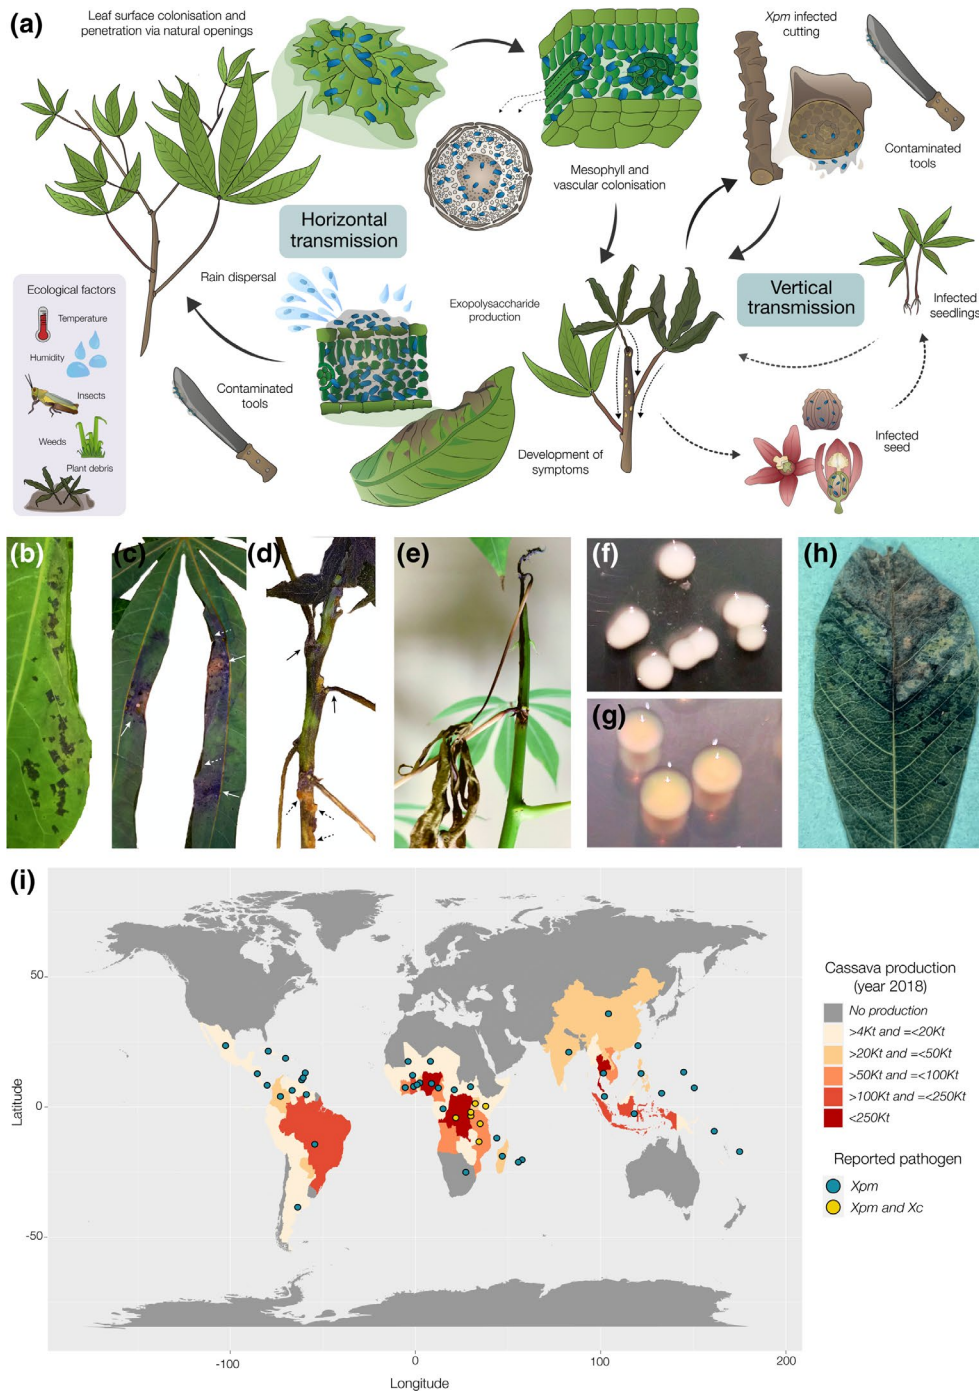 (a)
Leaf surface colonisation and
penetration via natural openings
Xpm infected
cutting
Contaminated
tools
Mesophyll and
vascular colonisation
Horizontal
transmission
Rain dispersal
Exopolysaccharide
production
Vertical
transmission
Infected
seedlings
Ecological factors
Temperature
Humidity
Insects
Weeds
Plant debris
Contaminated
tools
Development of
symptoms
Infected
seed
(b)
(c)
(d)
(e)
(f)
(g)
(h)
(i)
Latitude
50
0
-50
-100
0
100
200
Longitude
Cassava production
(year 2018)
No production
>4Kt and =<20Kt
>20Kt and =<50Kt
>50Kt and =<100Kt
>100Kt and =<250Kt
<250Kt
Reported pathogen
Xpm
Xpm and Xc